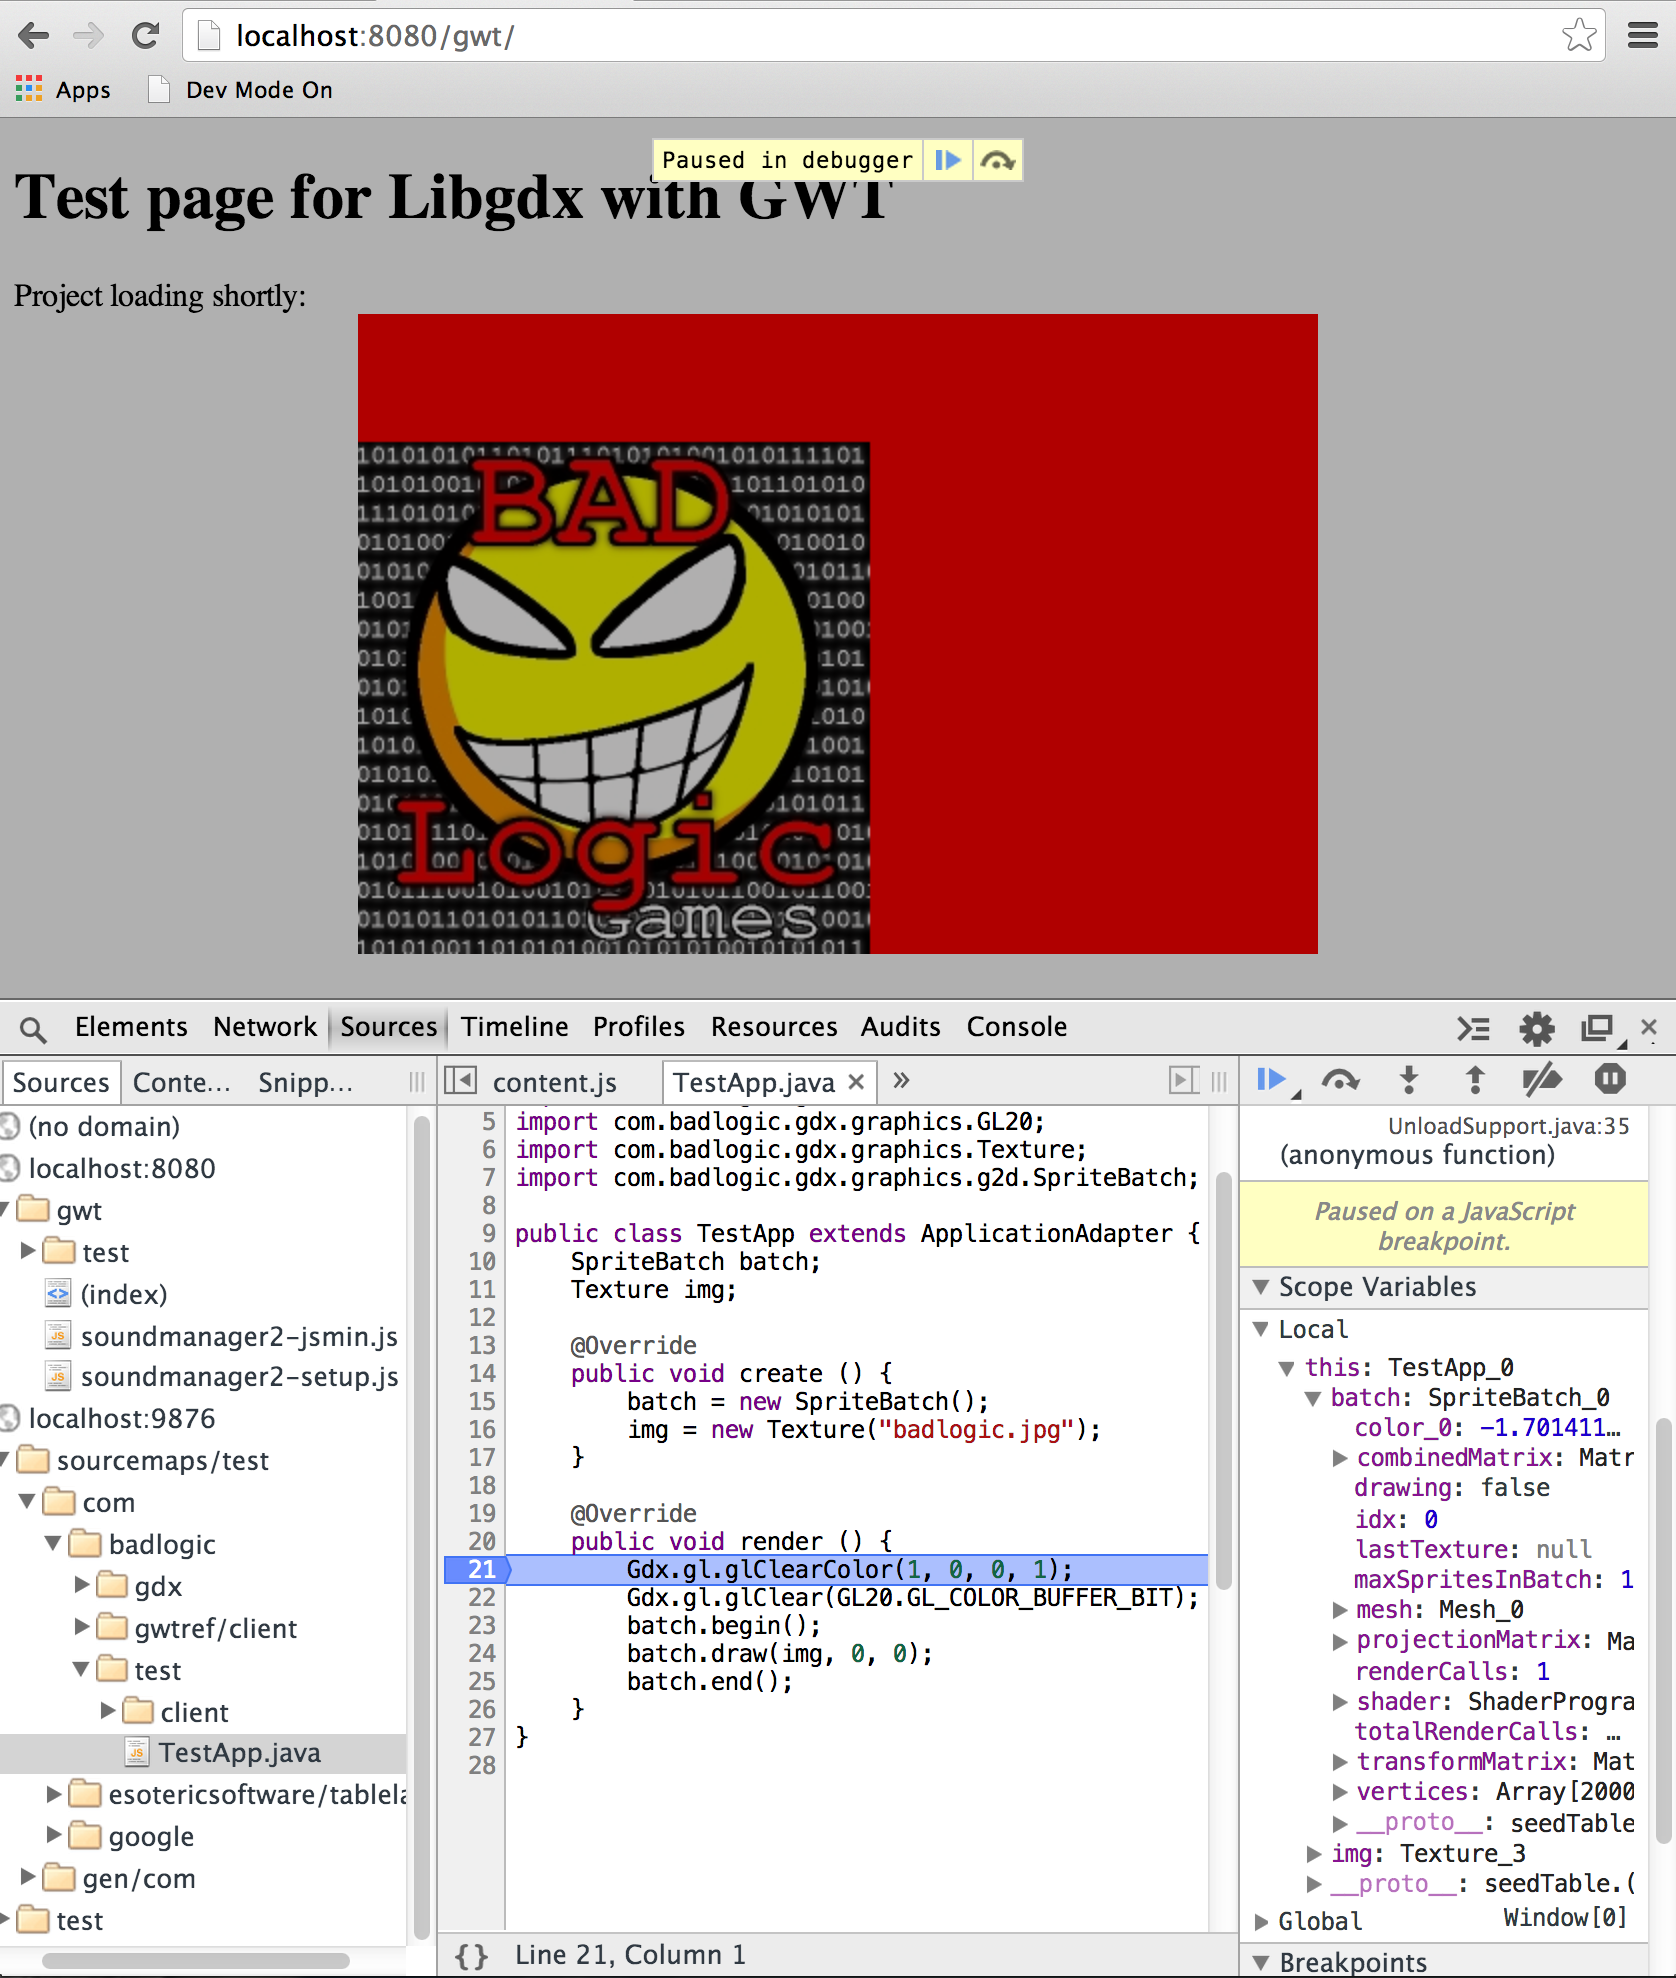 localhost:8080/gwt/
Apps
Dev Mode On
Paused in debugger
Test page for Libgdx with GWT
Project loading shortly:
BAD
Logic
Games
Elements Network Sources Timeline Profiles Resources Audits Console
Sources Conte... Snipp...
(no domain)
localhost:8080
gwt
test
(index)
soundmanager2-jsmin.js
soundmanager2-setup.js
localhost:9876
sourcemaps/test
com
badlogic
gdx
gwtref/client
test
client
TestApp.java
esotericsoftware/tablela
google
gen/com
test
content.js TestApp.java × »
5 import com.badlogic.gdx.graphics.GL20;
6 import com.badlogic.gdx.graphics.Texture;
7 import com.badlogic.gdx.graphics.g2d.SpriteBatch;
8
9 public class TestApp extends ApplicationAdapter {
10 SpriteBatch batch;
11 Texture img;
12
13 @Override
14 public void create () {
15 batch = new SpriteBatch();
16 img = new Texture("badlogic.jpg");
17 }
18
19 @Override
20 public void render () {
21 Gdx.gl.glClearColor(1, 0, 0, 1);
22 Gdx.gl.glClear(GL20.GL_COLOR_BUFFER_BIT);
23 batch.begin();
24 batch.draw(img, 0, 0);
25 batch.end();
26 }
27 }
28
{} Line 21, Column 1
UnloadSupport.java:35
(anonymous function)
Paused on a JavaScript
breakpoint.
Scope Variables
Local
this: TestApp_0
batch: SpriteBatch_0
color_0: -1.701411...
combinedMatrix: Matr
drawing: false
idx: 0
lastTexture: null
maxSpritesInBatch: 1
mesh: Mesh_0
projectionMatrix: Ma
renderCalls: 1
shader: ShaderProgra
totalRenderCalls: ...
transformMatrix: Mat
vertices: Array[2000
__proto__: seedTable
img: Texture_3
__proto__: seedTable.(
Global Window[0]
Breakpoints